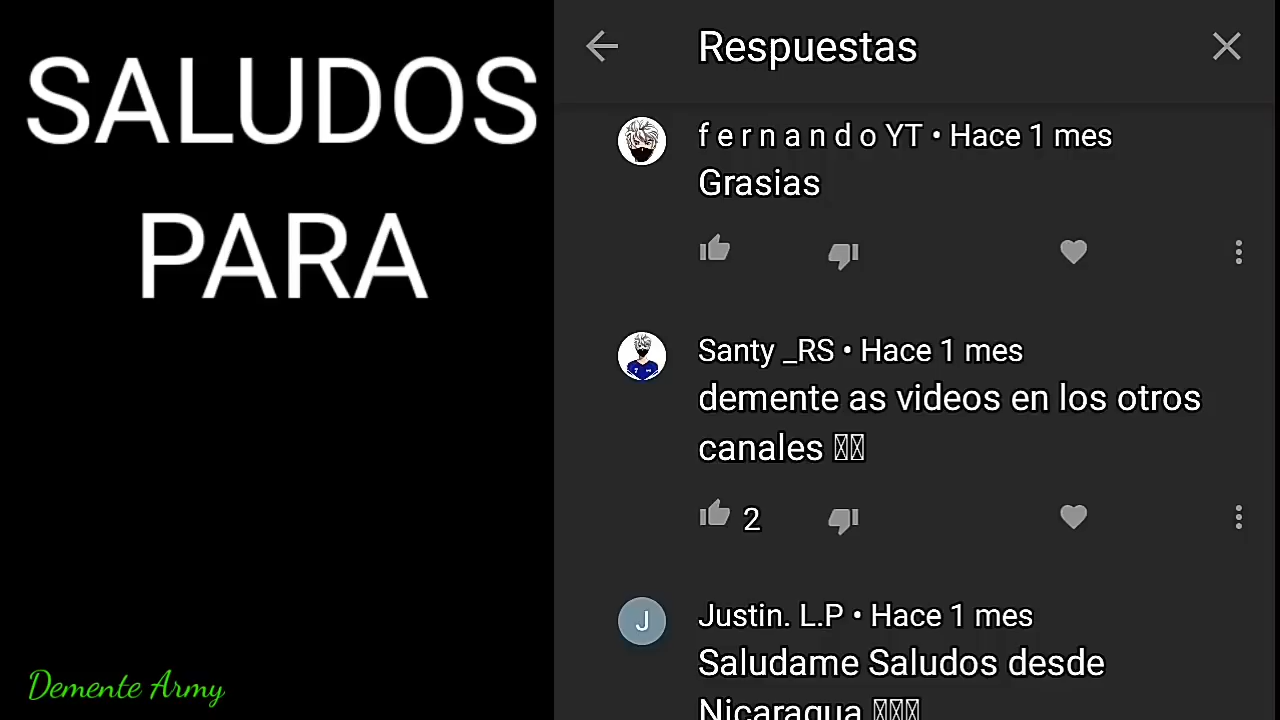 SALUDOS
PARA
Demente Army
Respuestas
f e r n a n d o YT • Hace 1 mes
Grasias
Santy _RS • Hace 1 mes
demente as videos en los otros
canales
2
J
Justin. L.P • Hace 1 mes
Saludame Saludos desde
Nicaragua